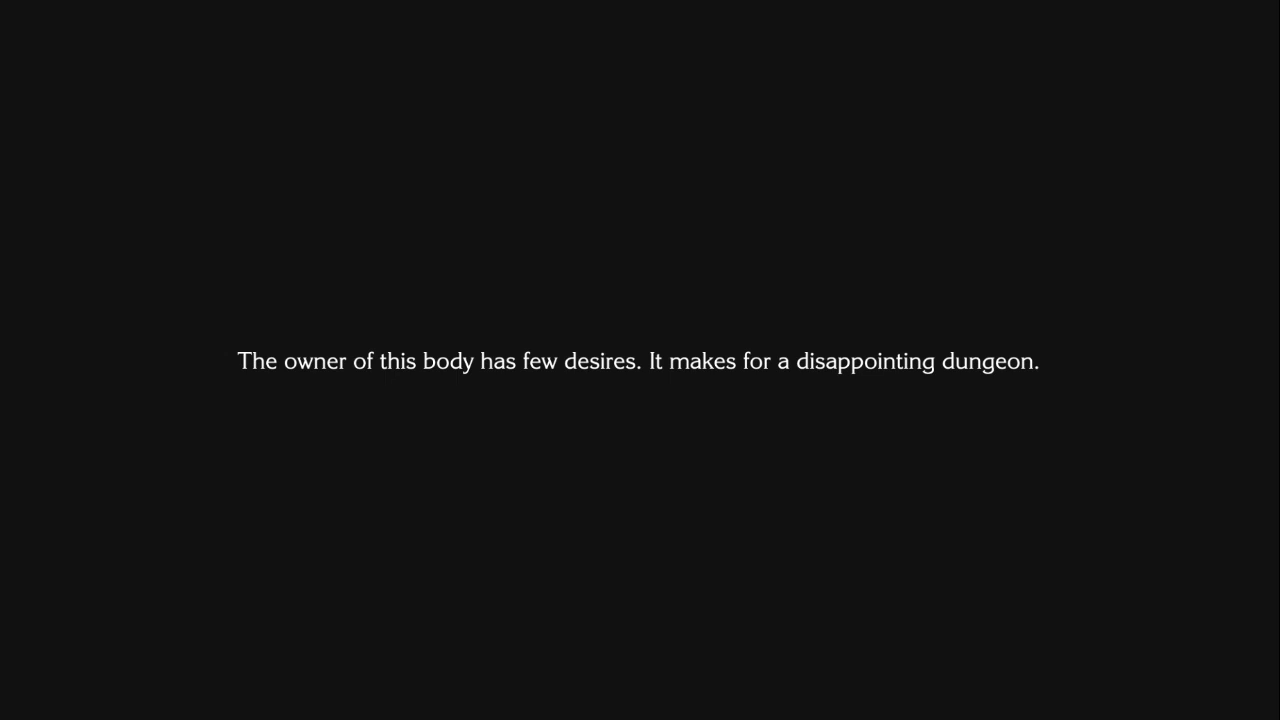 The owner of this body has few desires. It makes for a disappointing dungeon.